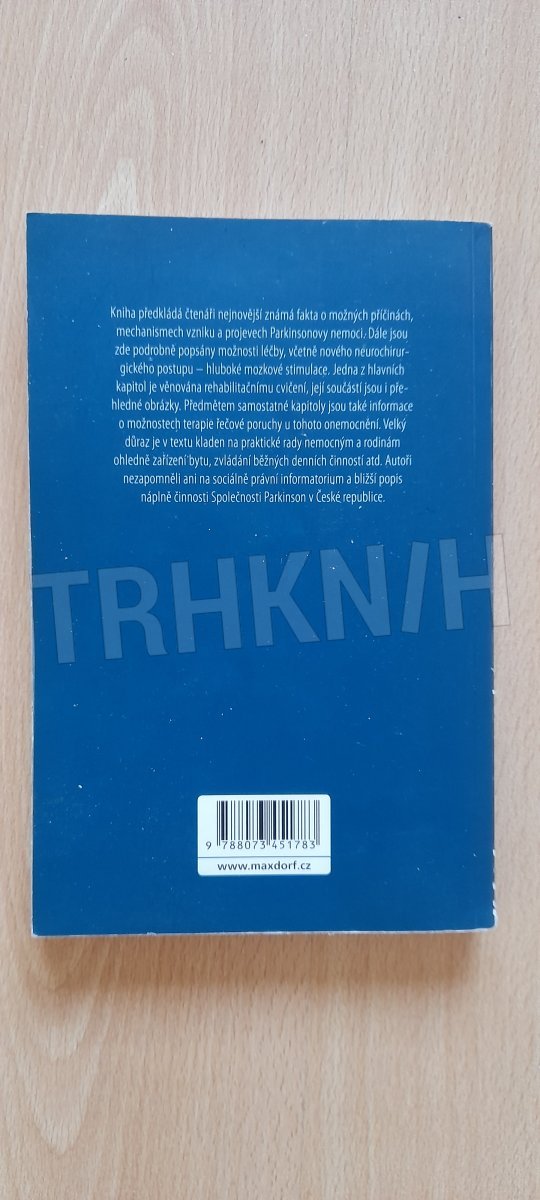 Kniha předkládá čtenáři nejnovější známá fakta o možných příčinách,
mechanismech vzniku a projevech Parkinsonovy nemoci. Dále jsou
zde podrobně popsány možnosti léčby, včetně nového neurochirur-
gického postupu – hluboké mozkové stimulace. Jedna z hlavních
kapitol je věnována rehabilitačnímu cvičení, její součástí jsou i pře-
hledné obrázky. Předmětem samostatné kapitoly jsou také informace
o možnostech terapie řečové poruchy u tohoto onemocnění. Velký
důraz je v textu kladen na praktické rady nemocným a rodinám
ohledně zařízení bytu, zvládání běžných denních činností atd. Autoři
nezapomněli ani na sociálně právní informatorium a bližší popis
náplně činnosti Společnosti Parkinson v České republice.
TRHKN/H
9 788073 451783
www.maxdorf.cz